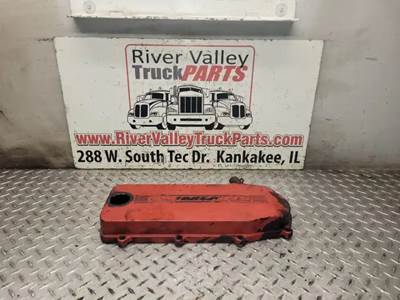 River Valley
TruckPARTS
www.RiverValleyTruckParts.com
288 W. South Tec Dr. Kankakee, IL